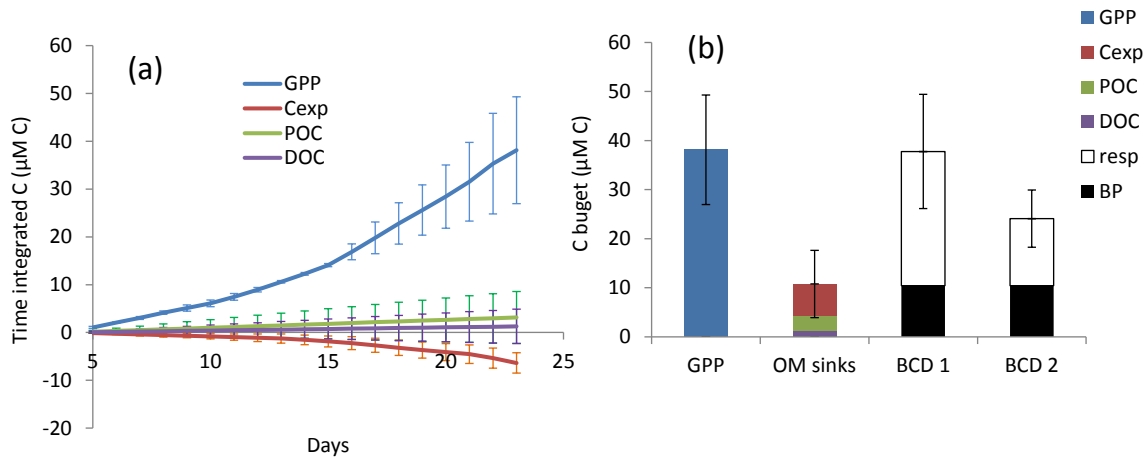 (a)
Time integrated C (µM C)
60
50
40
30
20
10
0
-10
-20
5
10
15
20
25
Days
GPP
Cexp
POC
DOC
(b)
C buget (µM C)
60
50
40
30
20
10
0
GPP
OM sinks
BCD 1
BCD 2
GPP
Cexp
POC
DOC
resp
BP